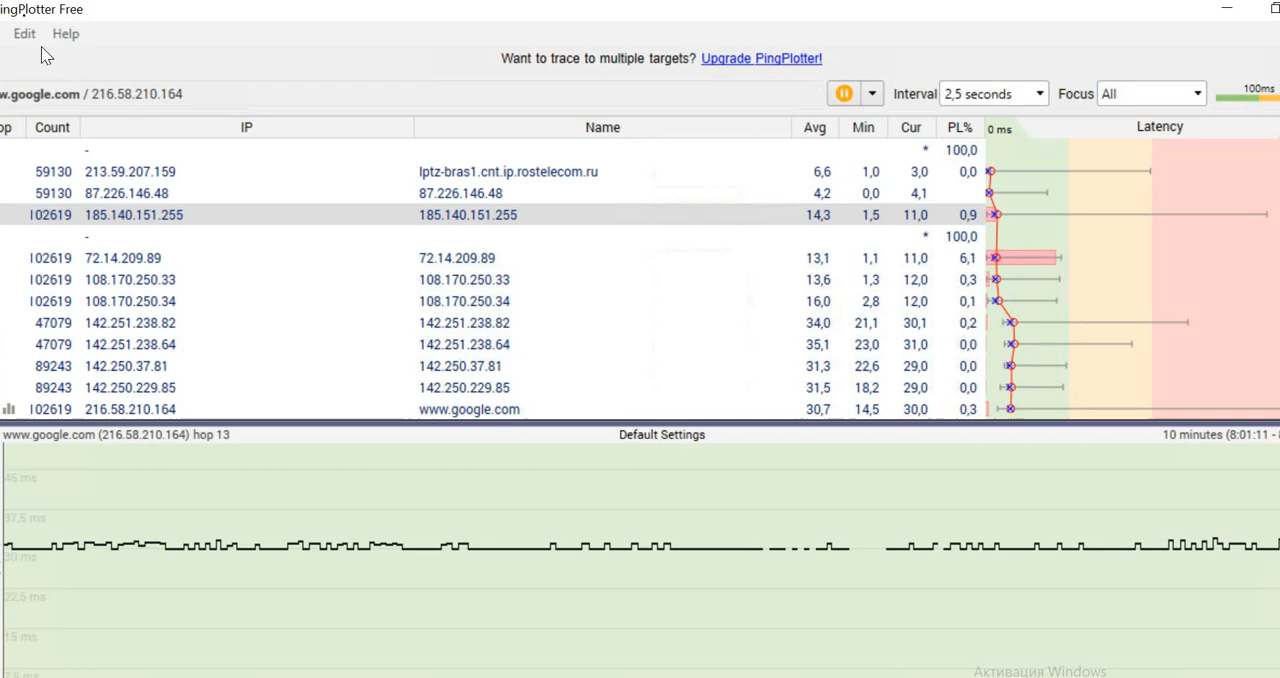 ingPlotter Free
Edit Help
Want to trace to multiple targets? Upgrade PingPlotter!
w.google.com / 216.58.210.164 Interval 2,5 seconds Focus All 100ms
op Count IP Name Avg Min Cur PL% 0 ms Latency
- * 100,0
59130 213.59.207.159 lptz-bras1.cnt.ip.rostelecom.ru 6,6 1,0 3,0 0,0
59130 87.226.146.48 87.226.146.48 4,2 0,0 4,1
102619 185.140.151.255 185.140.151.255 14,3 1,5 11,0 0,9
- * 100,0
102619 72.14.209.89 72.14.209.89 13,1 1,1 11,0 6,1
102619 108.170.250.33 108.170.250.33 13,6 1,3 12,0 0,3
102619 108.170.250.34 108.170.250.34 16,0 2,8 12,0 0,1
47079 142.251.238.82 142.251.238.82 34,0 21,1 30,1 0,2
47079 142.251.238.64 142.251.238.64 35,1 23,0 31,0 0,0
89243 142.250.37.81 142.250.37.81 31,3 22,6 29,0 0,0
89243 142.250.229.85 142.250.229.85 31,5 18,2 29,0 0,0
102619 216.58.210.164 www.google.com 30,7 14,5 30,0 0,3
www.google.com (216.58.210.164) hop 13 Default Settings 10 minutes (8:01:11 -
45 ms
37,5 ms
30 ms
22,5 ms
15 ms
7,5 ms
Активация Windows